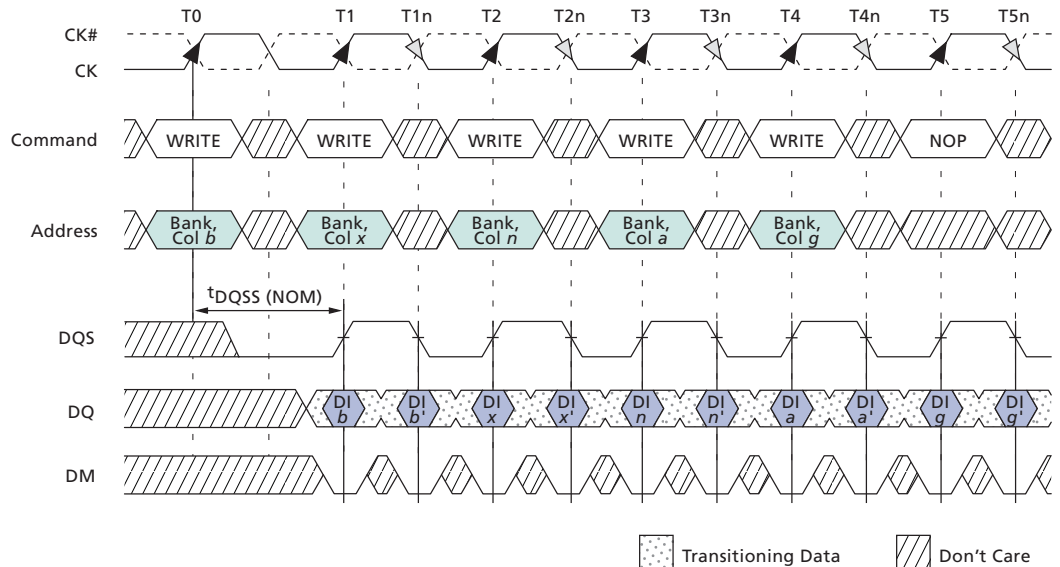 T0 T1 T1n T2 T2n T3 T3n T4 T4n T5 T5n
CK#
CK
Command WRITE WRITE WRITE WRITE WRITE NOP
Address Bank, Col b Bank, Col x Bank, Col n Bank, Col a Bank, Col g
tDQSS (NOM)
DQS
DQ DI b DI b' DI x DI x' DI n DI n' DI a DI a' DI g DI g'
DM
Transitioning Data Don't Care